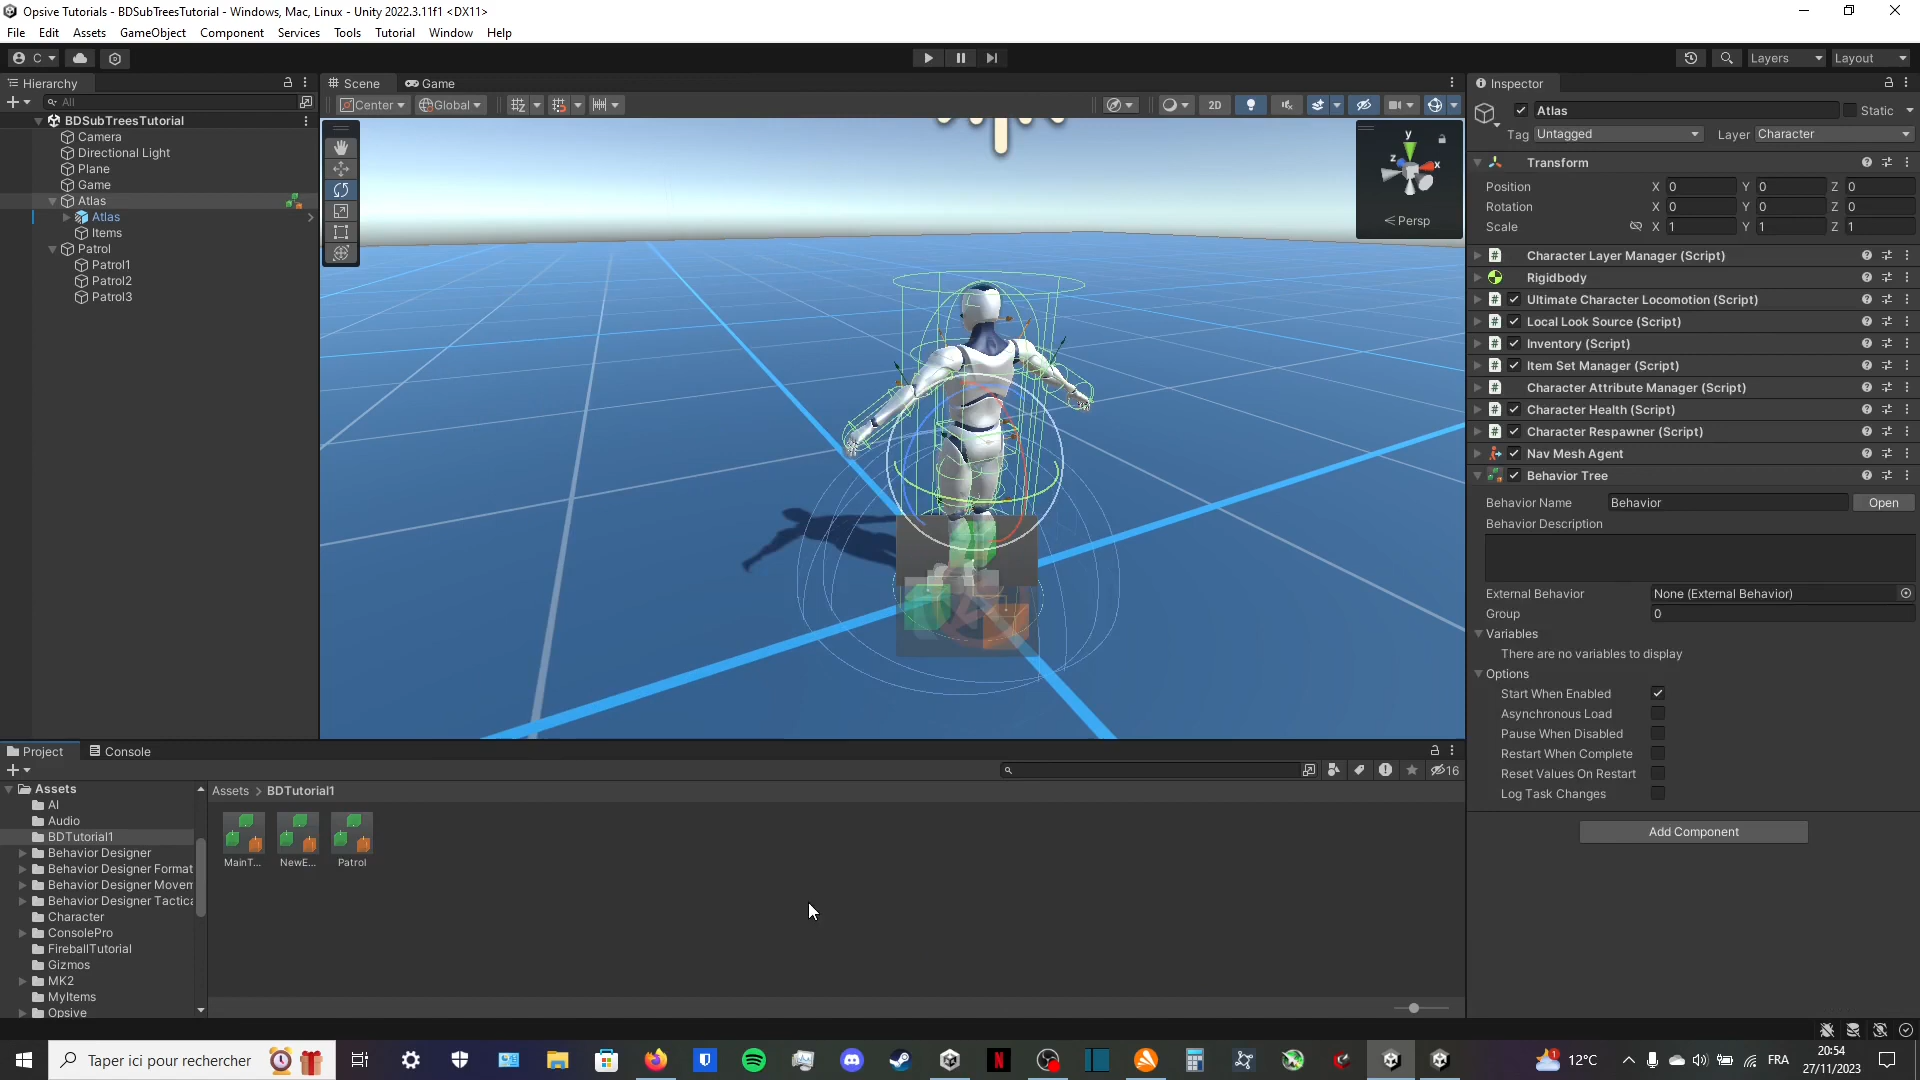 Opsive Tutorials - BDSubTreesTutorial - Windows, Mac, Linux - Unity 2022.3.11f1 <DX11>
File Edit Assets GameObject Component Services Tools Tutorial Window Help
C Layers Layout
Hierarchy
All
BDSubTreesTutorial
Camera
Directional Light
Plane
Game
Atlas
Atlas
Items
Patrol
Patrol1
Patrol2
Patrol3
Scene Game
Center Global 2D
y
z x
Persp
Inspector
Atlas Static
Tag Untagged Layer Character
Transform
Position X 0 Y 0 Z 0
Rotation X 0 Y 0 Z 0
Scale X 1 Y 1 Z 1
Character Layer Manager (Script)
Rigidbody
Ultimate Character Locomotion (Script)
Local Look Source (Script)
Inventory (Script)
Item Set Manager (Script)
Character Attribute Manager (Script)
Character Health (Script)
Character Respawner (Script)
Nav Mesh Agent
Behavior Tree
Behavior Name Behavior Open
Behavior Description
External Behavior None (External Behavior)
Group 0
Variables
There are no variables to display
Options
Start When Enabled
Asynchronous Load
Pause When Disabled
Restart When Complete
Reset Values On Restart
Log Task Changes
Add Component
Project Console
16
Assets
AI
Audio
BDTutorial1
Behavior Designer
Behavior Designer Format
Behavior Designer Movem
Behavior Designer Tactica
Character
ConsolePro
FireballTutorial
Gizmos
MK2
MyItems
Opsive
Assets > BDTutorial1
MainT... NewE... Patrol
Taper ici pour rechercher
1 12°C FRA 20:54
27/11/2023